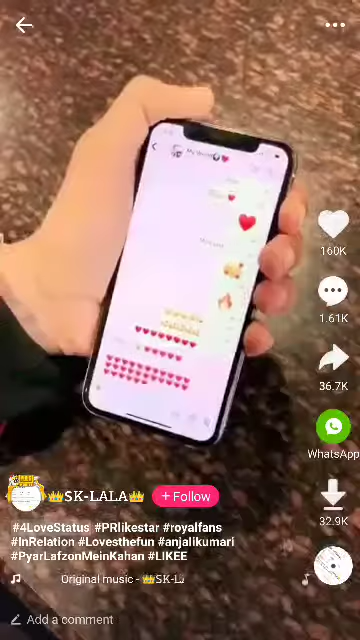 160K
1.61K
36.7K
WhatsApp
👑SK-LALA👑
+ Follow
#4LoveStatus #PRlikestar #royalfans
#InRelation #Lovesthefun #anjalikumari
#PyarLafzonMeinKahan #LIKEE
32.9K
Original music - 👑SK-L
Add a comment